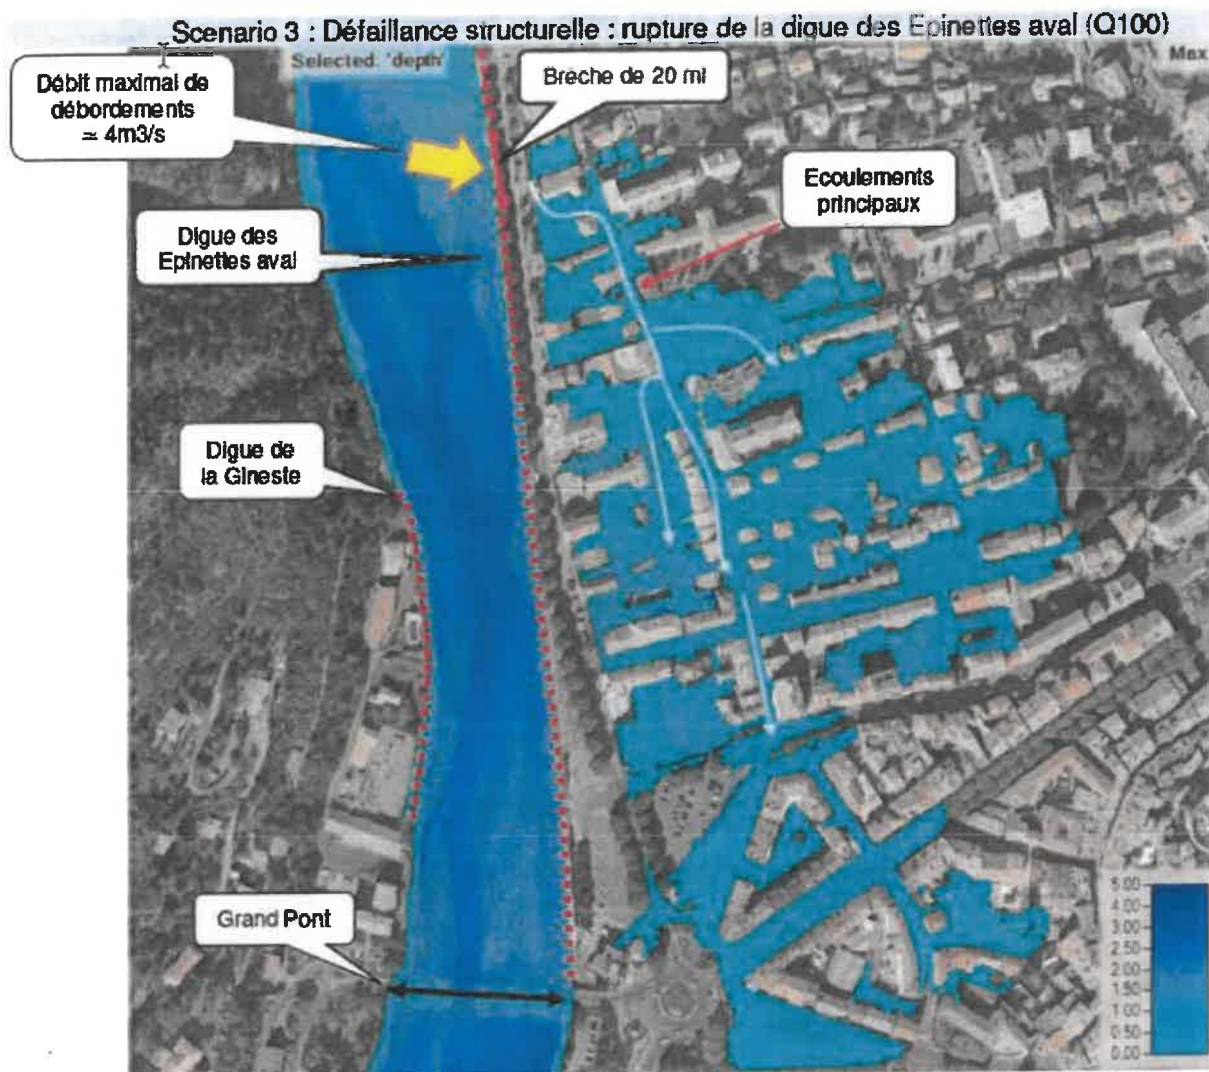 Scenario 3 : Défaillance structurelle : rupture de la digue des Epinettes aval (Q100)
Selected: 'depth'
Max
Débit maximal de
débordements
≃ 4m3/s
Brèche de 20 ml
Ecoulements
principaux
Digue des
Epinettes aval
Digue de
la Gineste
Grand Pont
5.00
4.00
3.00
2.50
2.00
1.50
1.00
0.50
0.00